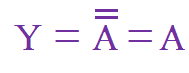 Y = A̿ = A